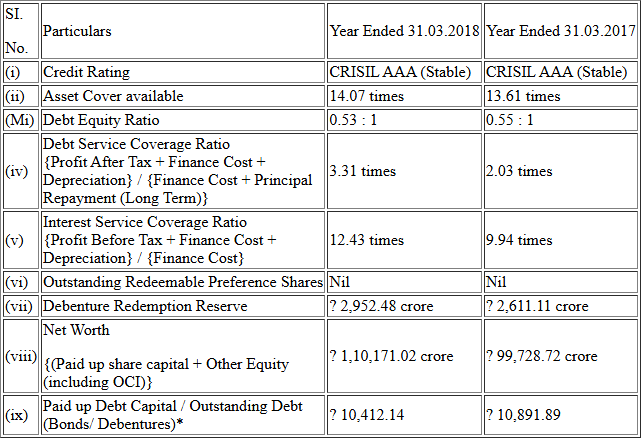 SI.
No.
Particulars
Year Ended 31.03.2018
Year Ended 31.03.2017
(i)
Credit Rating
CRISIL AAA (Stable)
CRISIL AAA (Stable)
(ii)
Asset Cover available
14.07 times
13.61 times
(Mi)
Debt Equity Ratio
0.53 : 1
0.55 : 1
(iv)
Debt Service Coverage Ratio
{Profit After Tax + Finance Cost +
Depreciation} / {Finance Cost + Principal
Repayment (Long Term)}
3.31 times
2.03 times
(v)
Interest Service Coverage Ratio
{Profit Before Tax + Finance Cost +
Depreciation} / {Finance Cost}
12.43 times
9.94 times
(vi)
Outstanding Redeemable Preference Shares
Nil
Nil
(vii)
Debenture Redemption Reserve
? 2,952.48 crore
? 2,611.11 crore
(viii)
Net Worth
{(Paid up share capital + Other Equity
(including OCI)}
? 1,10,171.02 crore
? 99,728.72 crore
(ix)
Paid up Debt Capital / Outstanding Debt
(Bonds/ Debentures)*
? 10,412.14
? 10,891.89